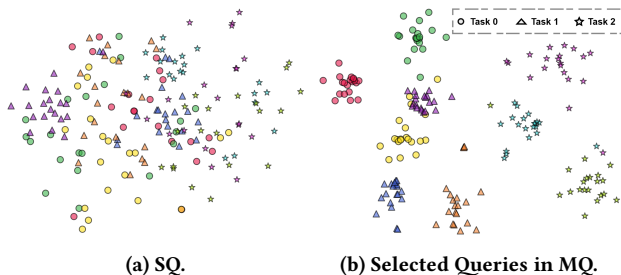 Task 0 Task 1 Task 2
(a) SQ.
(b) Selected Queries in MQ.